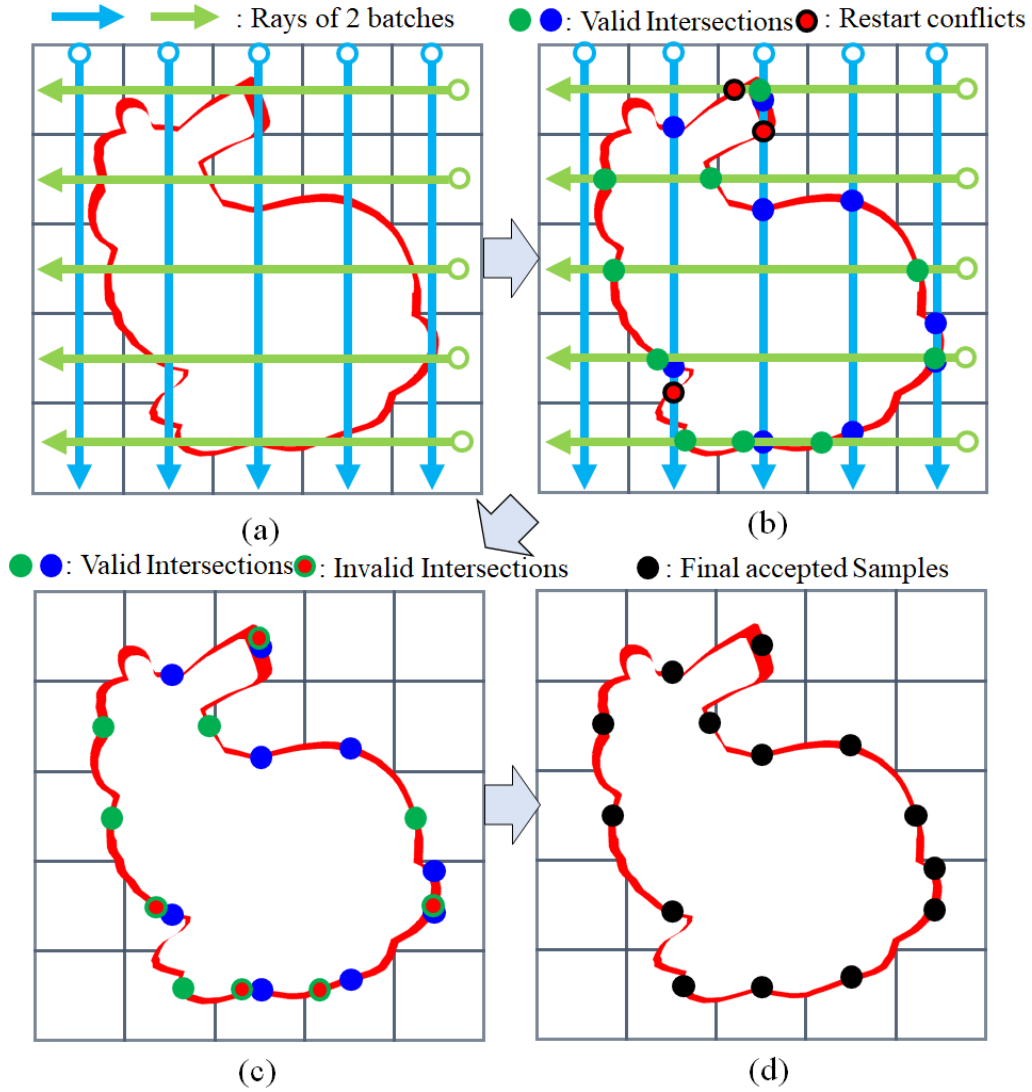 : Rays of 2 batches
: Valid Intersections : Restart conflicts
(a)
(b)
: Valid Intersections : Invalid Intersections
: Final accepted Samples
(c)
(d)